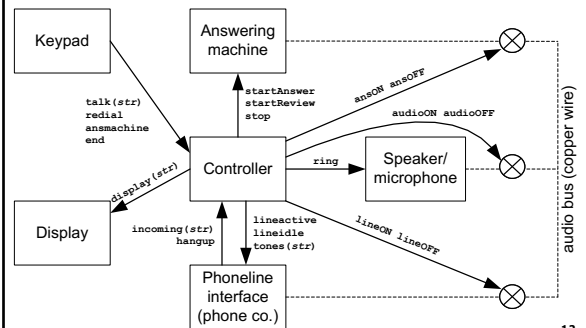 Keypad
Answering
machine
talk(str)
redial
ansmachine
end
startAnswer
startReview
stop
ansON ansOFF
audioON audioOFF
Controller
ring
Speaker/
microphone
display(str)
Display
incoming(str)
hangup
lineactive
lineidle
tones(str)
lineON lineOFF
Phoneline
interface
(phone co.)
audio bus (copper wire)